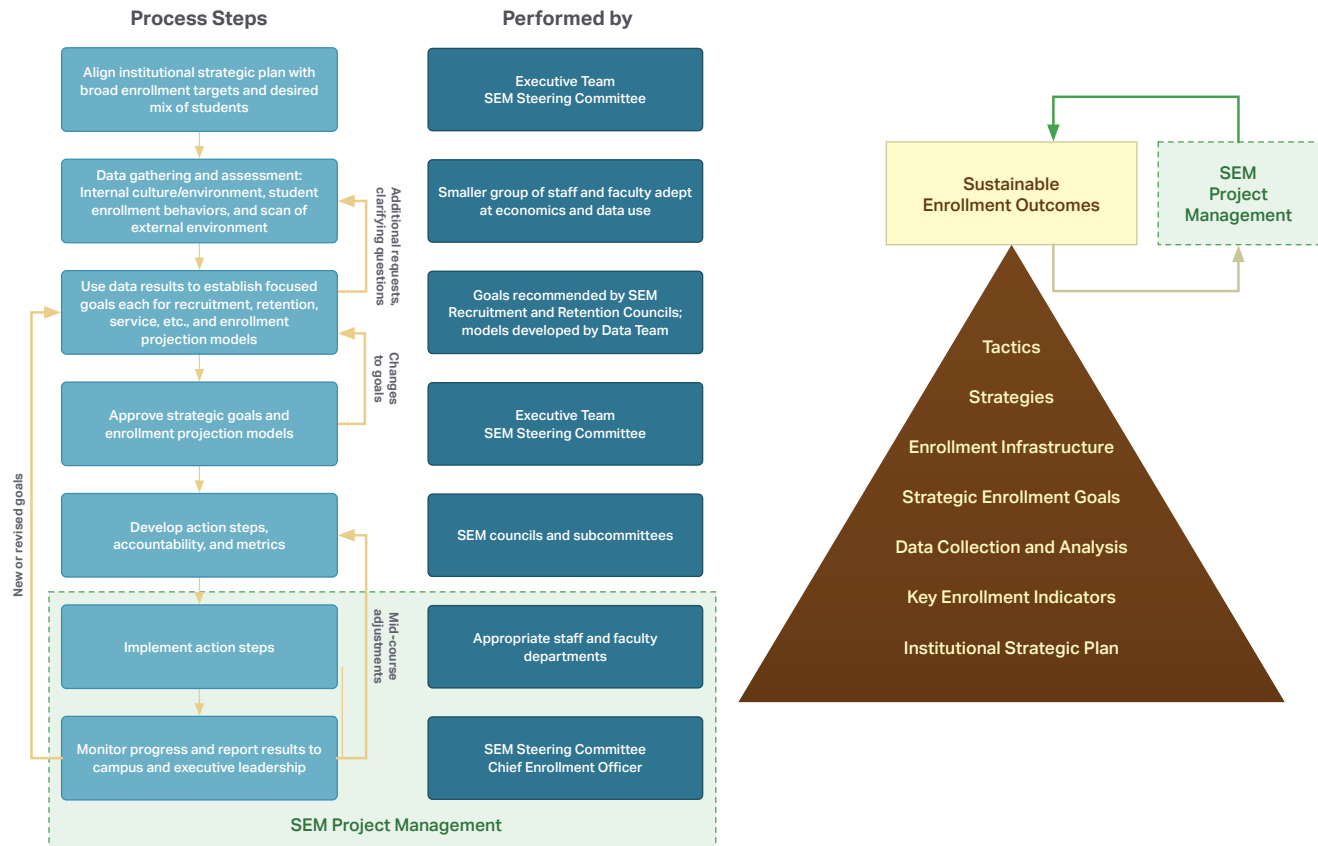 Process Steps
Performed by
Align institutional strategic plan with
broad enrollment targets and desired
mix of students
Executive Team
SEM Steering Committee
Data gathering and assessment:
Internal culture/environment, student
enrollment behaviors, and scan of
external environment
Smaller group of staff and faculty adept
at economics and data use
Additional requests,
clarifying questions
Use data results to establish focused
goals each for recruitment, retention,
service, etc., and enrollment
projection models
Goals recommended by SEM
Recruitment and Retention Councils;
models developed by Data Team
Changes
to goals
Approve strategic goals and
enrollment projection models
Executive Team
SEM Steering Committee
New or revised goals
Develop action steps,
accountability, and metrics
SEM councils and subcommittees
Mid-course
adjustments
Implement action steps
Appropriate staff and faculty
departments
Monitor progress and report results to
campus and executive leadership
SEM Steering Committee
Chief Enrollment Officer
SEM Project Management
Sustainable
Enrollment Outcomes
SEM
Project
Management
Tactics
Strategies
Enrollment Infrastructure
Strategic Enrollment Goals
Data Collection and Analysis
Key Enrollment Indicators
Institutional Strategic Plan